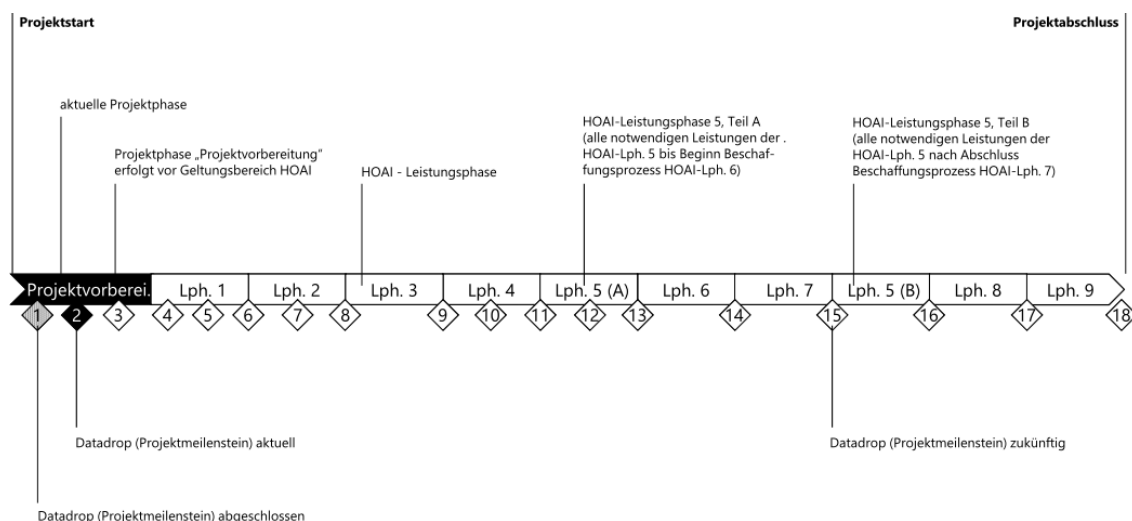 Projektstart
Projektabschluss
aktuelle Projektphase
Projektphase „Projektvorbereitung“
erfolgt vor Geltungsbereich HOAI
HOAI - Leistungsphase
HOAI-Leistungsphase 5, Teil A
(alle notwendigen Leistungen der .
HOAI-Lph. 5 bis Beginn Beschaf-
fungsprozess HOAI-Lph. 6)
HOAI-Leistungsphase 5, Teil B
(alle notwendigen Leistungen der
HOAI-Lph. 5 nach Abschluss
Beschaffungsprozess HOAI-Lph. 7)
Projektvorberei. Lph. 1 Lph. 2 Lph. 3 Lph. 4 Lph. 5 (A) Lph. 6 Lph. 7 Lph. 5 (B) Lph. 8 Lph. 9
1 2 3 4 5 6 7 8 9 10 11 12 13 14 15 16 17 18
Datadrop (Projektmeilenstein) aktuell
Datadrop (Projektmeilenstein) zukünftig
Datadrop (Projektmeilenstein) abgeschlossen